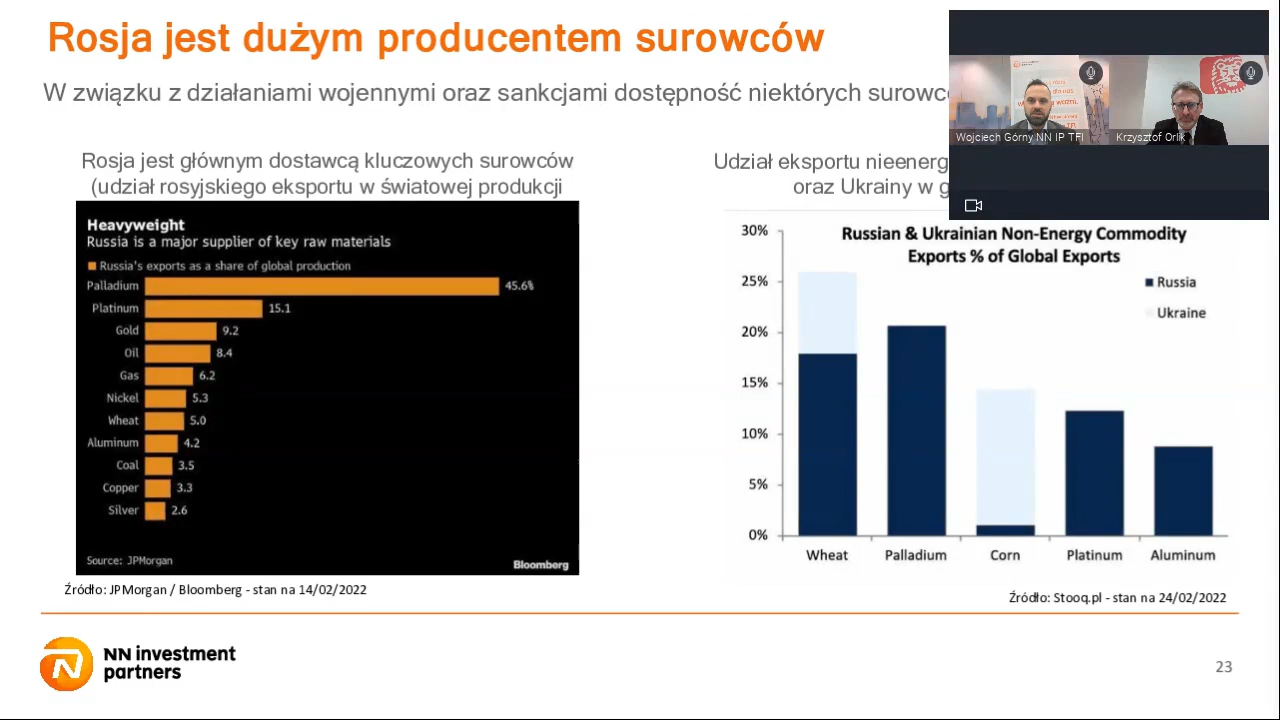 Rosja jest dużym producentem surowców
W związku z działaniami wojennymi oraz sankcjami dostępność niektórych surowc
Wojciech Górny NN IP TFI
Krzysztof Orlik
Rosja jest głównym dostawcą kluczowych surowców
(udział rosyjskiego eksportu w światowej produkcji
Heavyweight
Russia is a major supplier of key raw materials
Russia's exports as a share of global production
Palladium 45.6%
Platinum 15.1
Gold 9.2
Oil 8.4
Gas 6.2
Nickel 5.3
Wheat 5.0
Aluminum 4.2
Coal 3.5
Copper 3.3
Silver 2.6
Source: JPMorgan
Bloomberg
Źródło: JPMorgan / Bloomberg - stan na 14/02/2022
Udział eksportu nieenerg
oraz Ukrainy w g
Russian & Ukrainian Non-Energy Commodity
Exports % of Global Exports
Russia
Ukraine
30%
25%
20%
15%
10%
5%
0%
Wheat Palladium Corn Platinum Aluminum
Źródło: Stooq.pl - stan na 24/02/2022
NN investment
partners
23